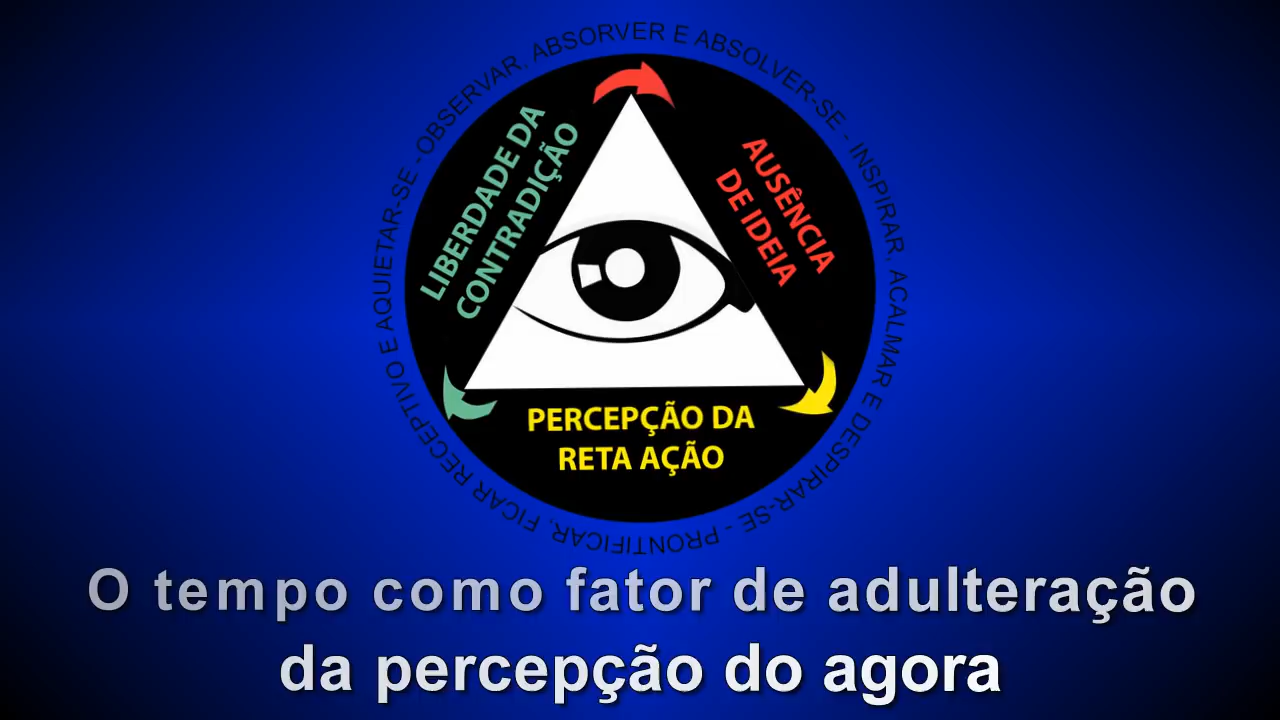 OBSERVAR, ABSORVER E ABSOLVER-SE - INSPIRAR, ACALMAR E DESPIRAR-SE - PRONTIFICAR, FICAR RECEPTIVO E AQUIETAR-SE -
LIBERDADE DA
CONTRADIÇÃO
AUSÊNCIA
DE IDEIA
PERCEPÇÃO DA
RETA AÇÃO
O tempo como fator de adulteração
da percepção do agora